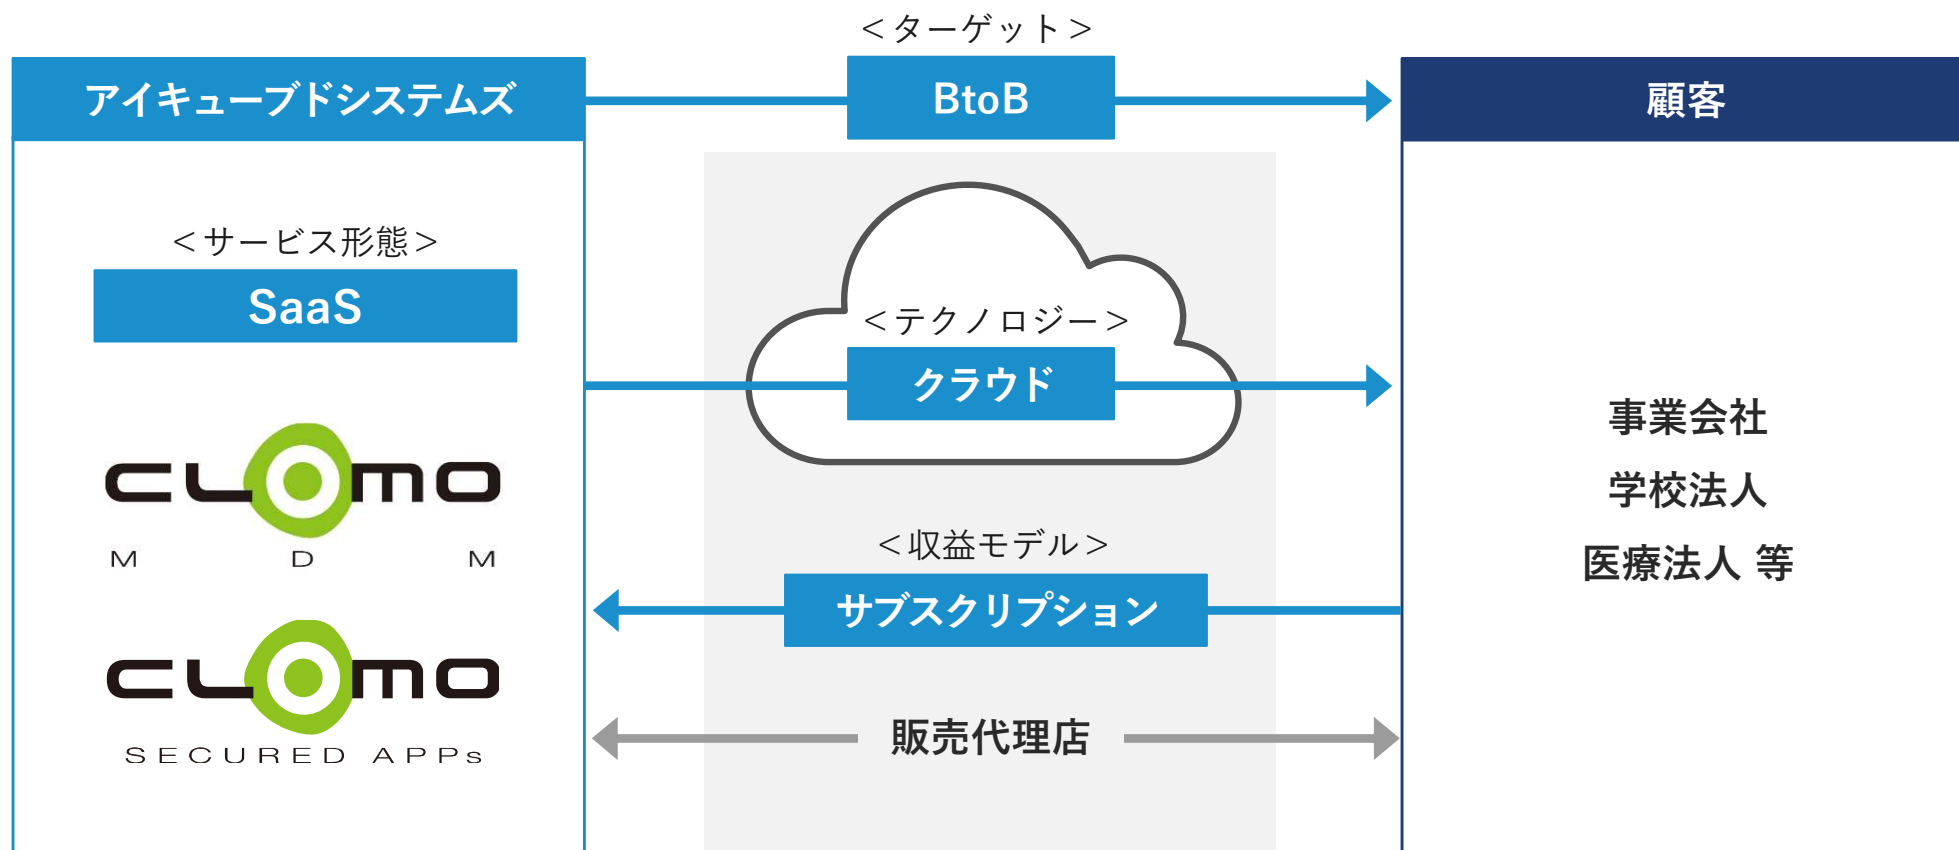 ＜ターゲット＞
アイキューブドシステムズ
BtoB
顧客
＜サービス形態＞
SaaS
CLOMO
M D M
CLOMO
SECURED APPs
＜テクノロジー＞
クラウド
＜収益モデル＞
サブスクリプション
販売代理店
事業会社
学校法人
医療法人 等